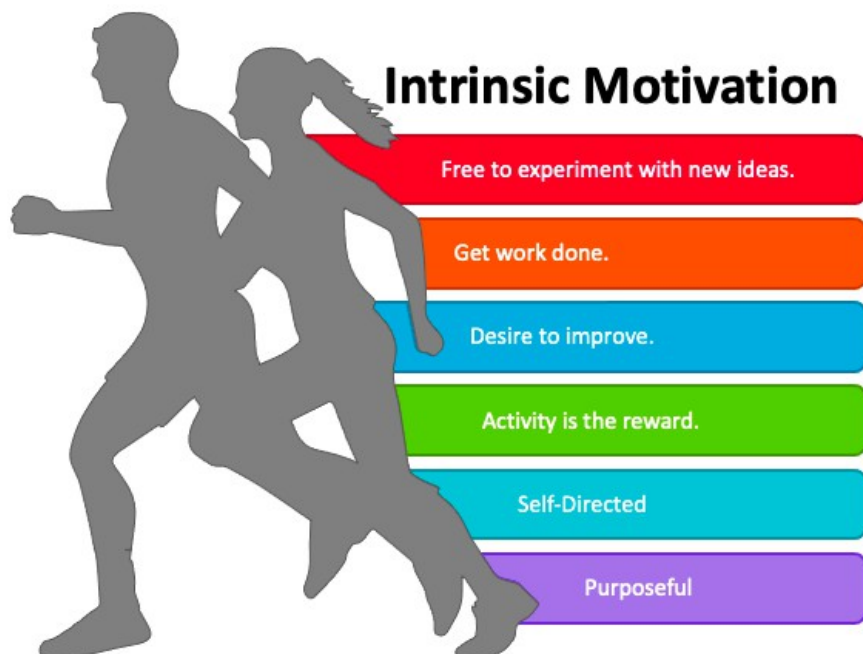 Intrinsic Motivation
Free to experiment with new ideas.
Get work done.
Desire to improve.
Activity is the reward.
Self-Directed
Purposeful